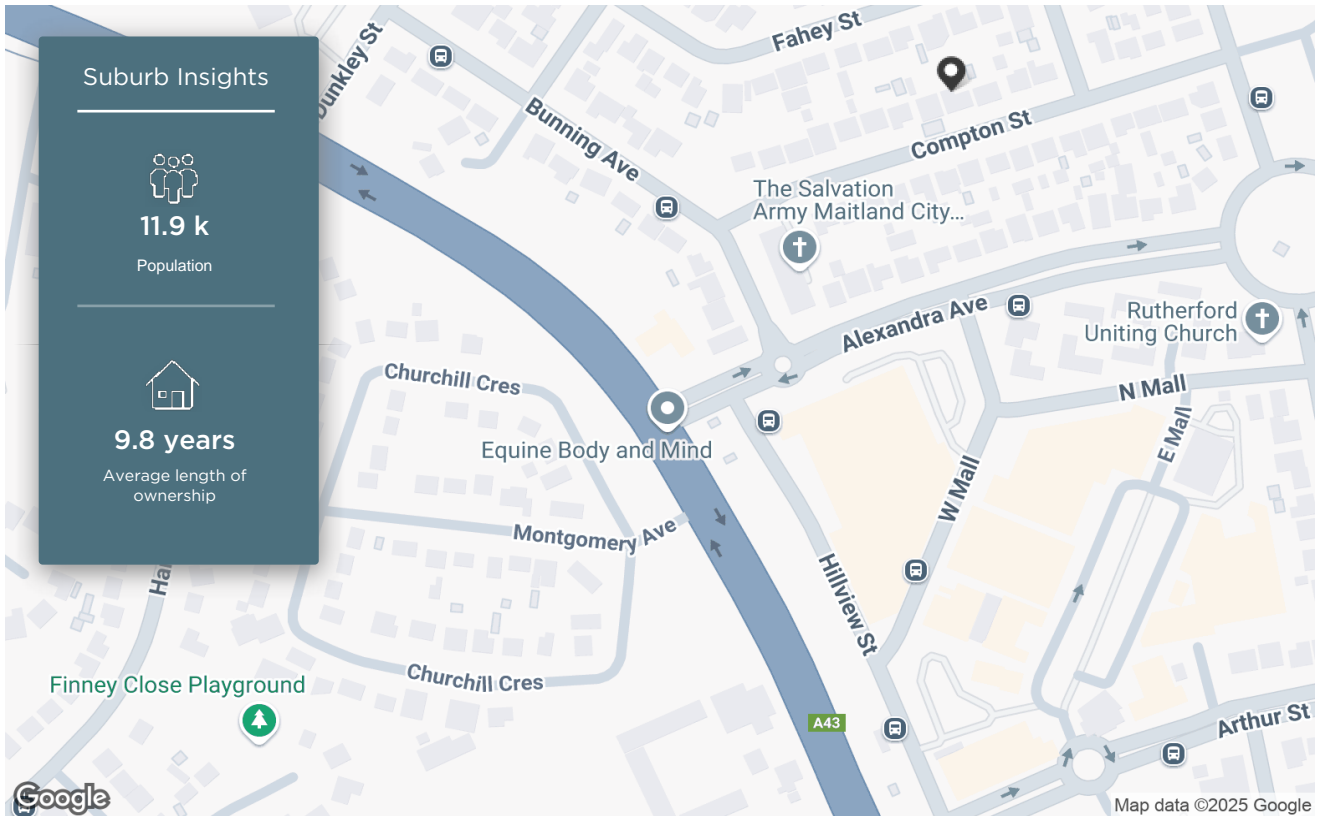 Suburb Insights
11.9 k
Population
9.8 years
Average length of
ownership
Dunkley St
Fahey St
Bunning Ave
Compton St
The Salvation
Army Maitland City...
Alexandra Ave
Rutherford
Uniting Church
Churchill Cres
N Mall
Equine Body and Mind
E Mall
W Mall
Montgomery Ave
Hillview St
Churchill Cres
Finney Close Playground
A43
Arthur St
Google
Map data ©2025 Google